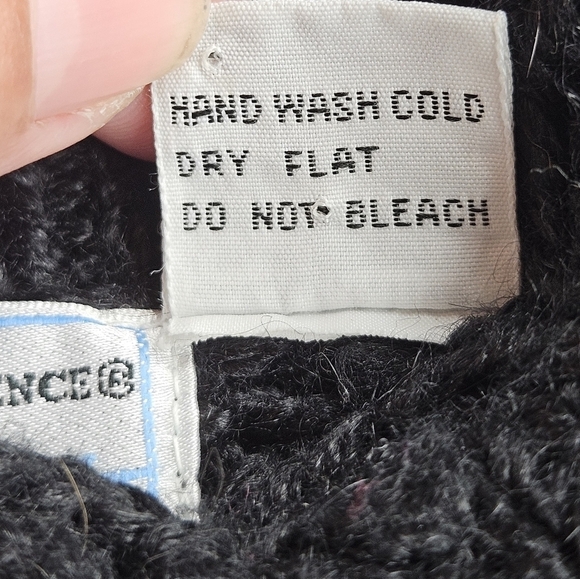 HAND WASH COLD
DRY FLAT
DO NOT BLEACH
ENCE®